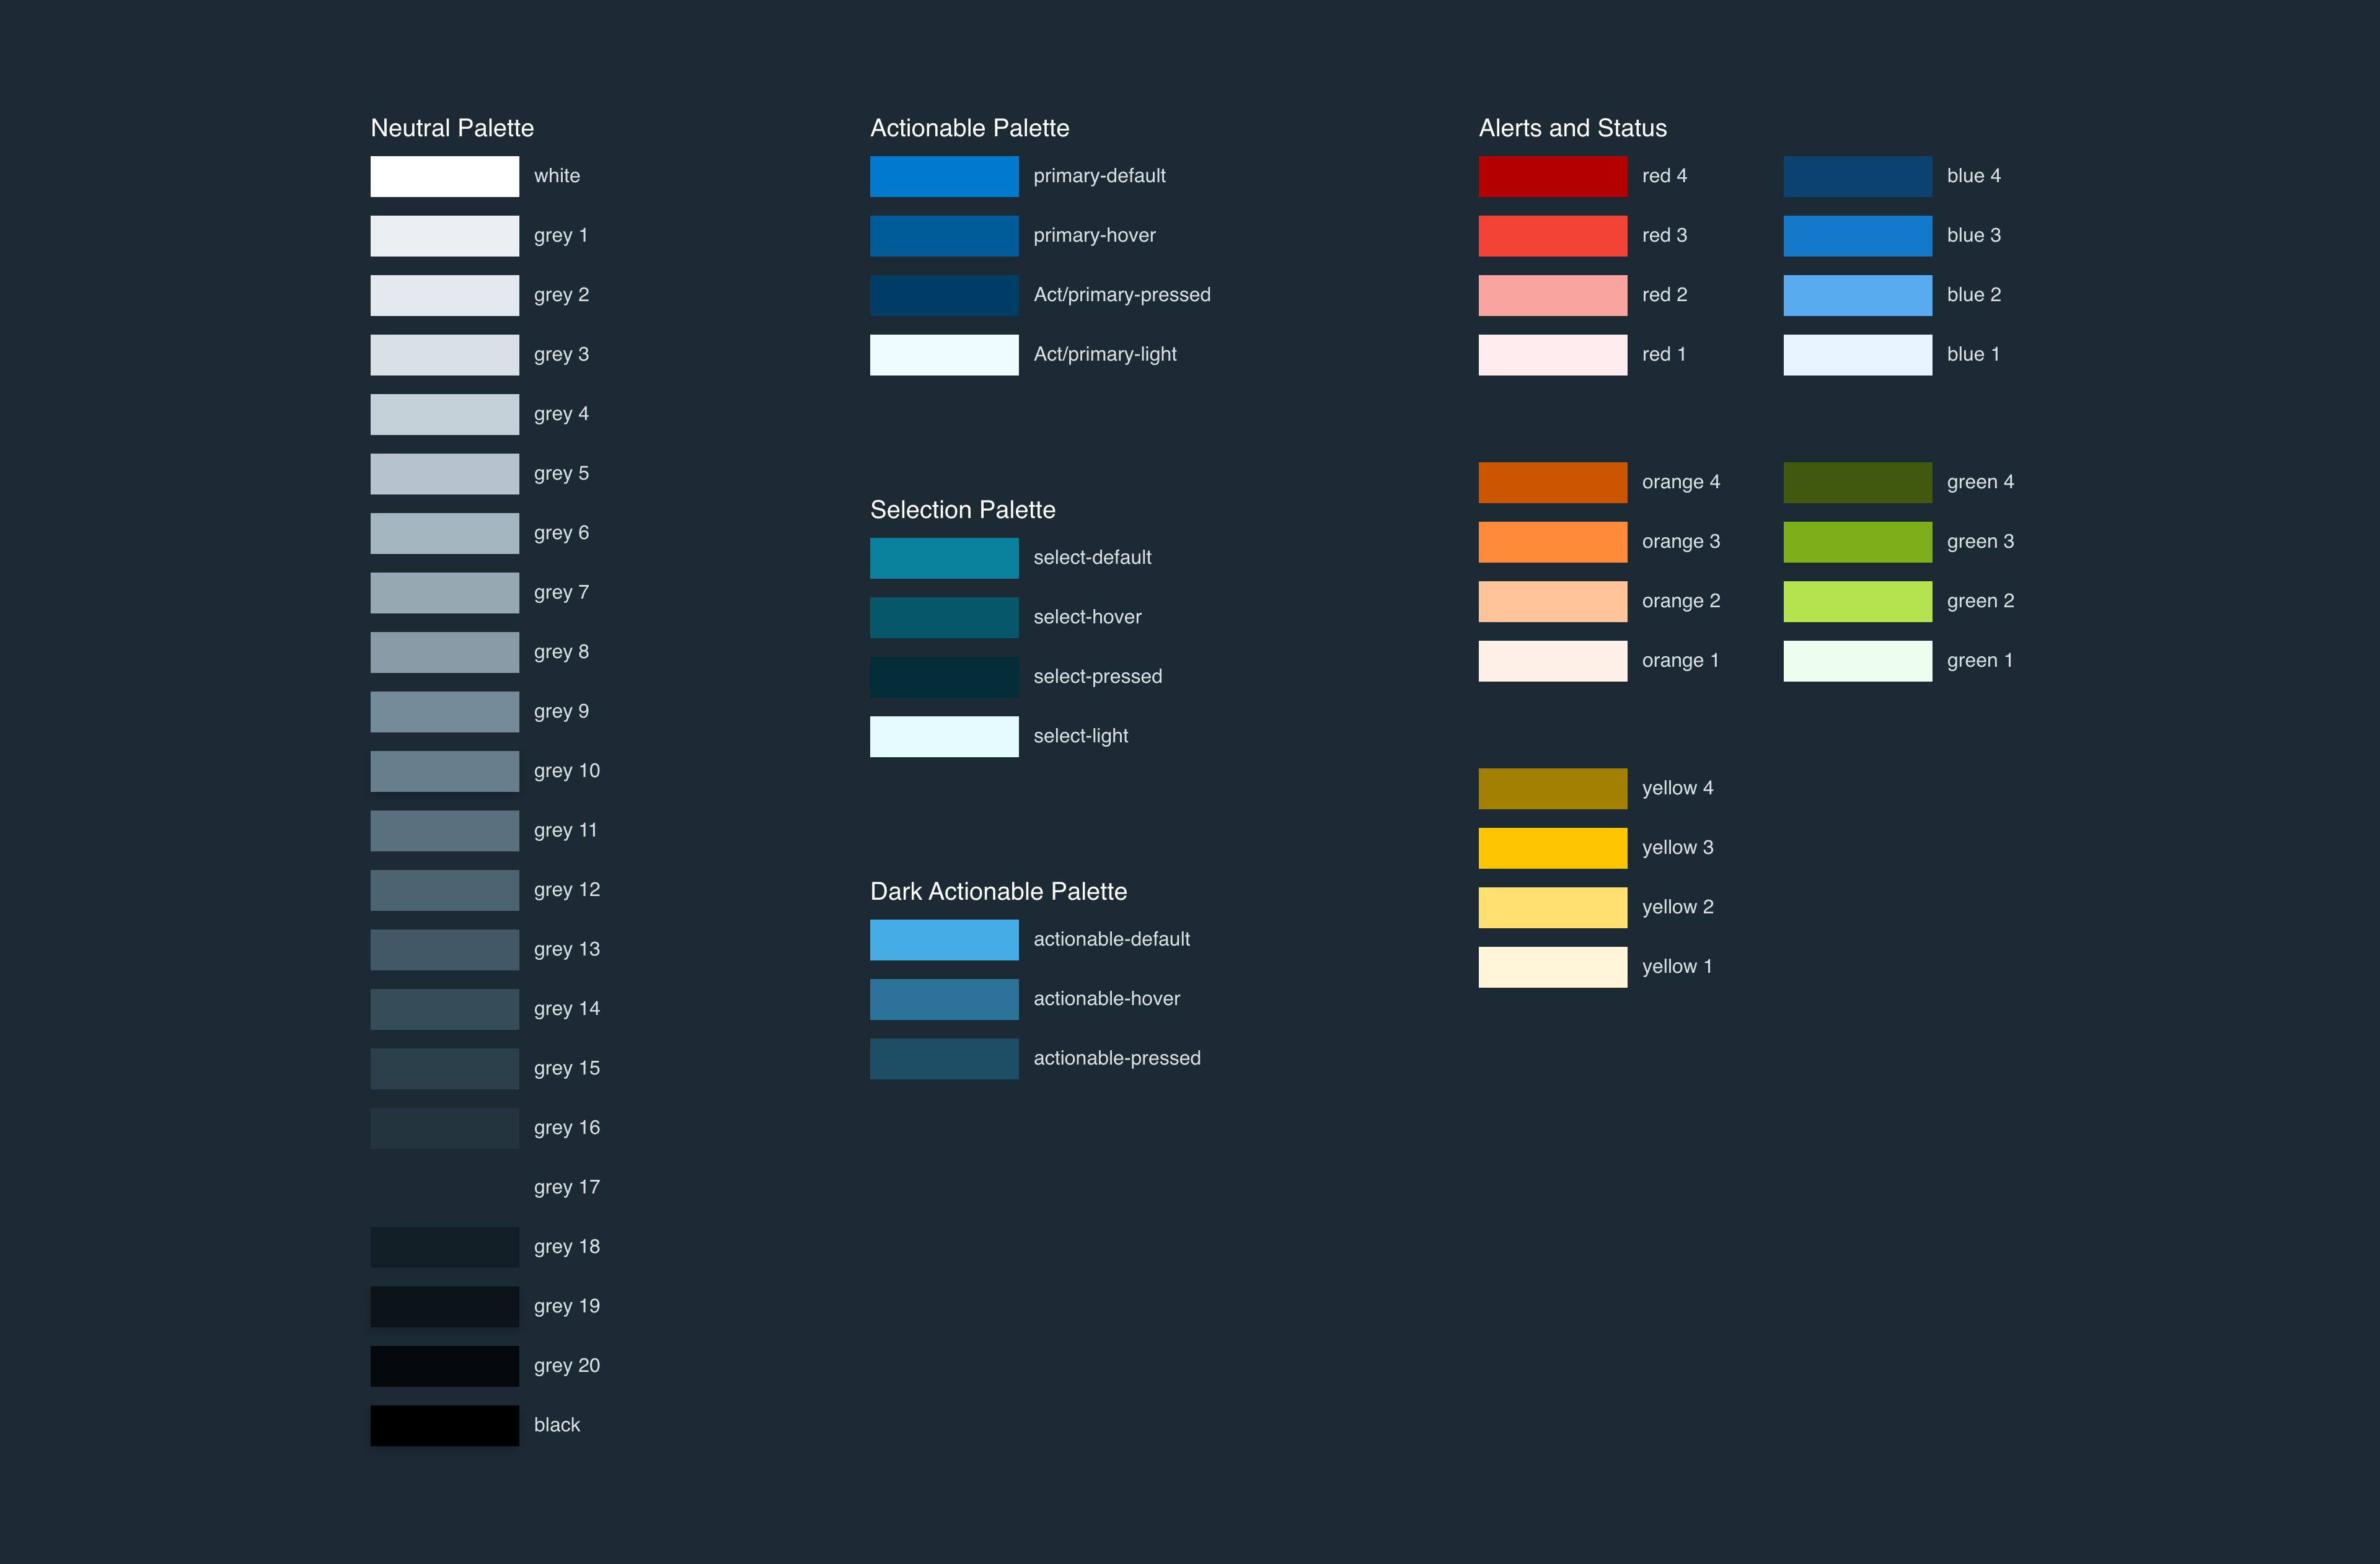 Neutral Palette
white
grey 1
grey 2
grey 3
grey 4
grey 5
grey 6
grey 7
grey 8
grey 9
grey 10
grey 11
grey 12
grey 13
grey 14
grey 15
grey 16
grey 17
grey 18
grey 19
grey 20
black
Actionable Palette
primary-default
primary-hover
Act/primary-pressed
Act/primary-light
Selection Palette
select-default
select-hover
select-pressed
select-light
Dark Actionable Palette
actionable-default
actionable-hover
actionable-pressed
Alerts and Status
red 4
red 3
red 2
red 1
orange 4
orange 3
orange 2
orange 1
yellow 4
yellow 3
yellow 2
yellow 1
blue 4
blue 3
blue 2
blue 1
green 4
green 3
green 2
green 1